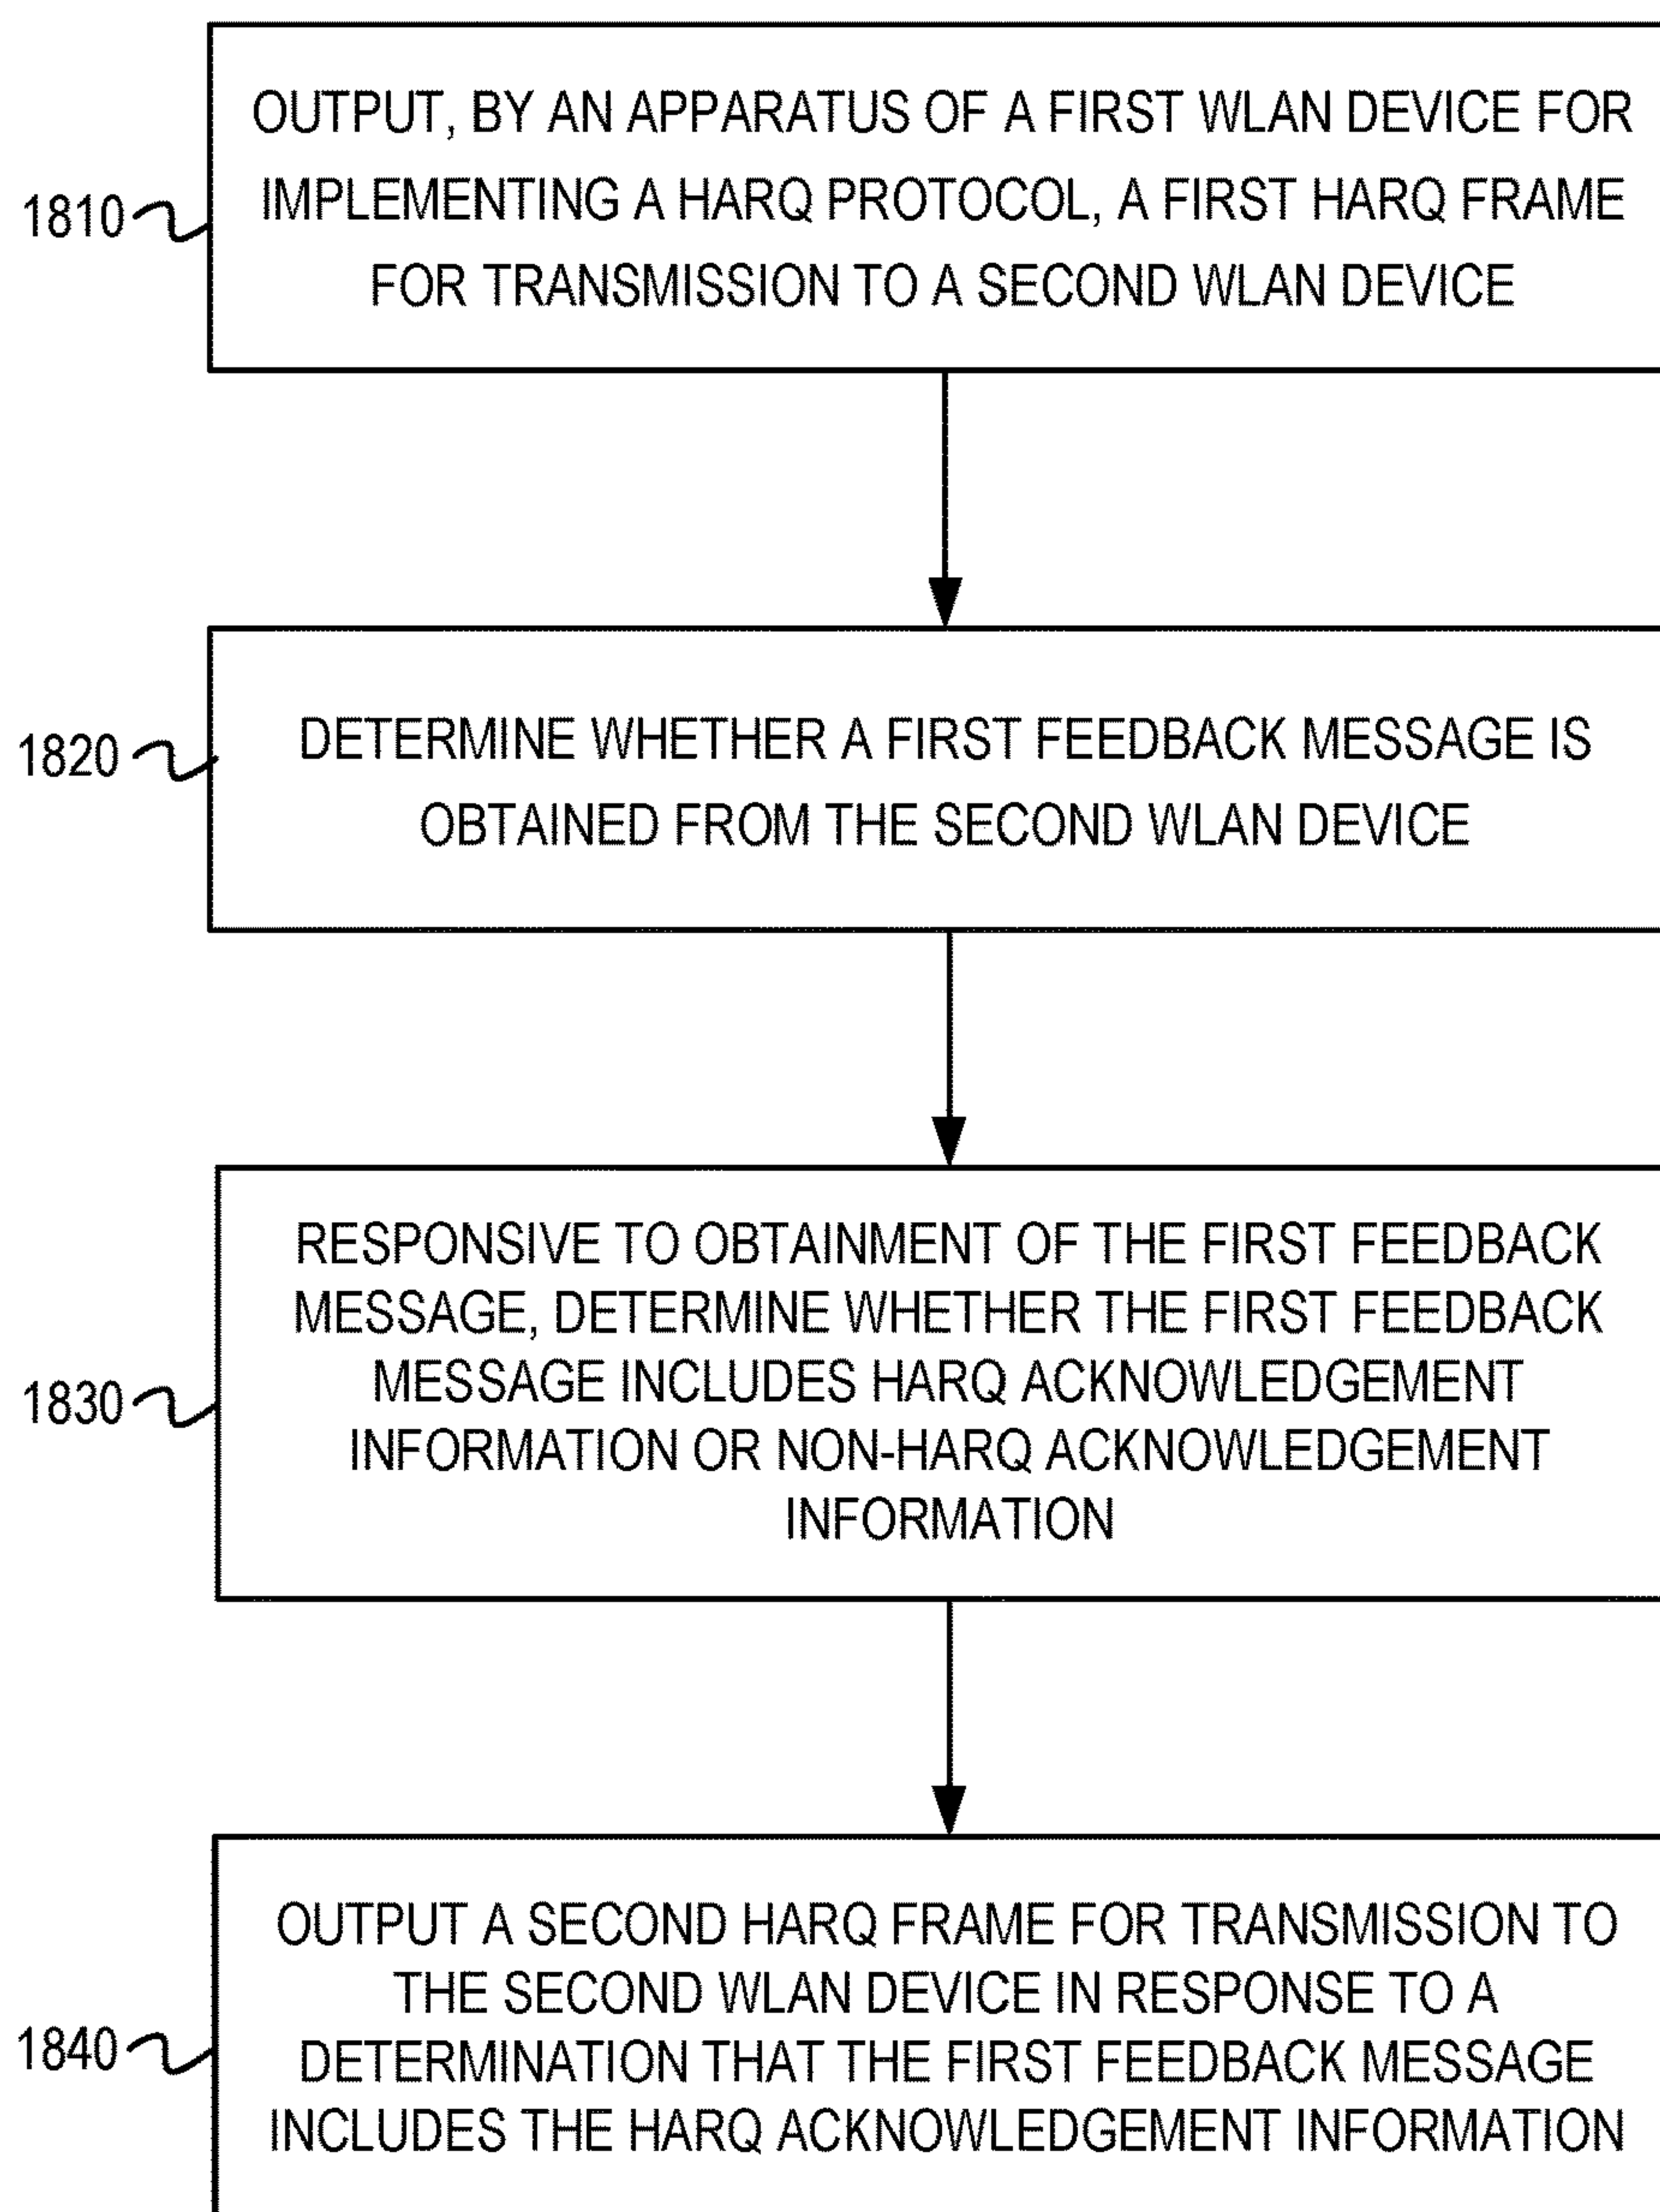 OUTPUT, BY AN APPARATUS OF A FIRST WLAN DEVICE FOR
IMPLEMENTING A HARQ PROTOCOL, A FIRST HARQ FRAME
FOR TRANSMISSION TO A SECOND WLAN DEVICE
1810
DETERMINE WHETHER A FIRST FEEDBACK MESSAGE IS
OBTAINED FROM THE SECOND WLAN DEVICE
1820
RESPONSIVE TO OBTAINMENT OF THE FIRST FEEDBACK
MESSAGE, DETERMINE WHETHER THE FIRST FEEDBACK
MESSAGE INCLUDES HARQ ACKNOWLEDGEMENT
INFORMATION OR NON-HARQ ACKNOWLEDGEMENT
INFORMATION
1830
OUTPUT A SECOND HARQ FRAME FOR TRANSMISSION TO
THE SECOND WLAN DEVICE IN RESPONSE TO A
DETERMINATION THAT THE FIRST FEEDBACK MESSAGE
INCLUDES THE HARQ ACKNOWLEDGEMENT INFORMATION
1840